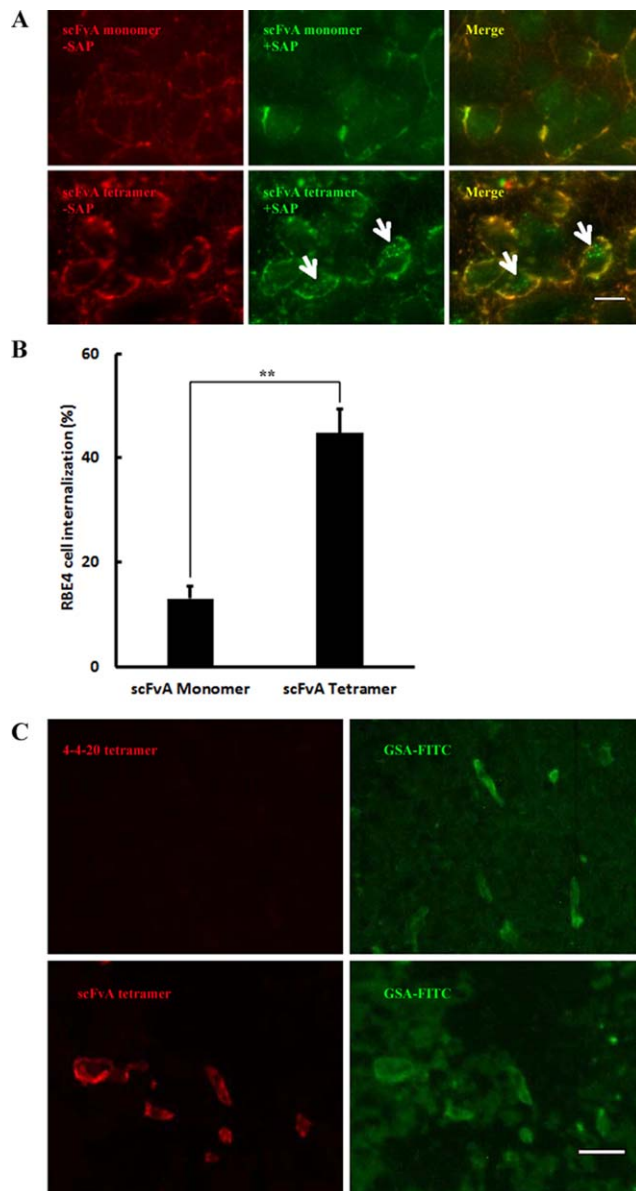 A
scFvA monomer
-SAP
scFvA monomer
+SAP
Merge
scFvA tetramer
-SAP
scFvA tetramer
+SAP
Merge
B
60
40
20
0
RBE4 cell internalization (%)
**
scFvA Monomer
scFvA Tetramer
C
4-4-20 tetramer
GSA-FITC
scFvA tetramer
GSA-FITC